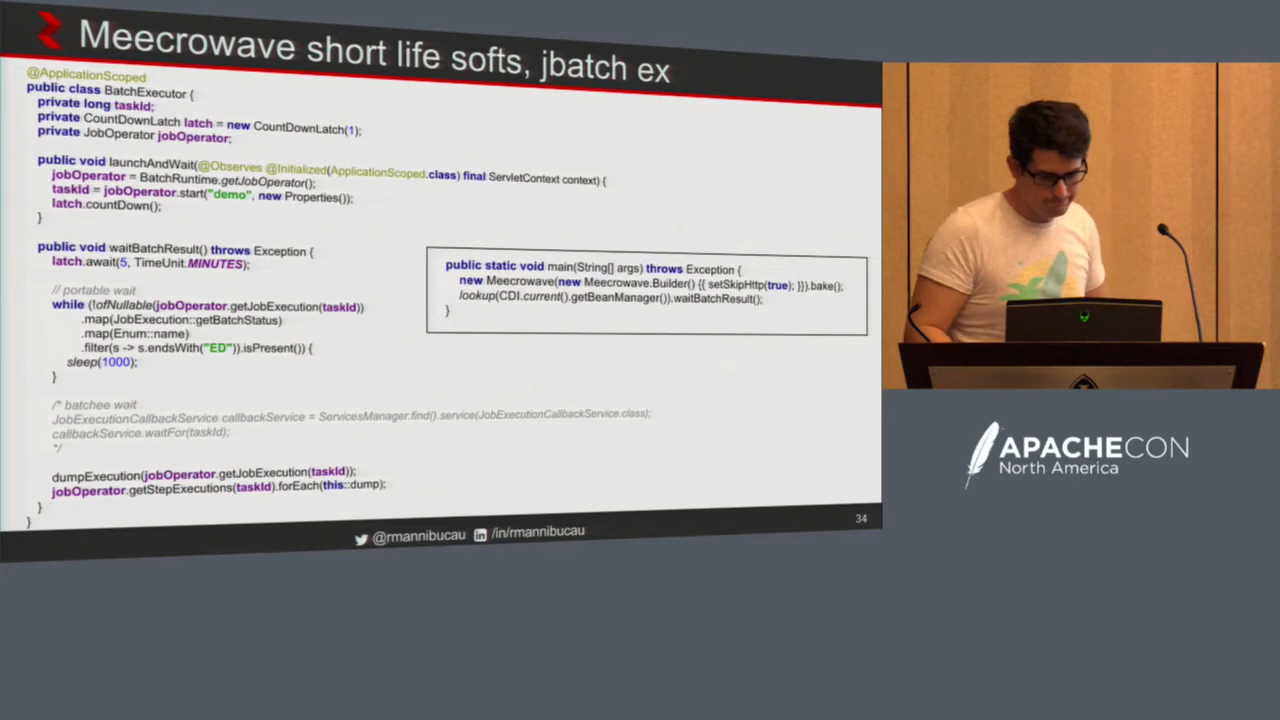 Meecrowave short life softs, jbatch ex
@ApplicationScoped
public class BatchExecutor {
private long taskId;
private CountDownLatch latch = new CountDownLatch(1);
private JobOperator jobOperator;
public void launchAndWait(@Observes @Initialized(ApplicationScoped.class) final ServletContext context) {
jobOperator = BatchRuntime.getJobOperator();
taskId = jobOperator.start("demo", new Properties());
latch.countDown();
}
public void waitBatchResult() throws Exception {
latch.await(5, TimeUnit.MINUTES);
// portable wait
while (!ofNullable(jobOperator.getJobExecution(taskId))
.map(JobExecution::getBatchStatus)
.map(Enum::name)
.filter(s -> s.endsWith("ED")).isPresent()) {
sleep(1000);
}
/* batchee wait
JobExecutionCallbackService callbackService = ServicesManager.find().service(JobExecutionCallbackService.class);
callbackService.waitFor(taskId);
*/
dumpExecution(jobOperator.getJobExecution(taskId));
jobOperator.getStepExecutions(taskId).forEach(this::dump);
}
}
public static void main(String[] args) throws Exception {
new Meecrowave(new Meecrowave.Builder() {{ setSkipHttp(true); }}).bake();
lookup(CDI.current().getBeanManager()).waitBatchResult();
}
@rmannibucau in /in/rmannibucau
34
APACHECON
North America